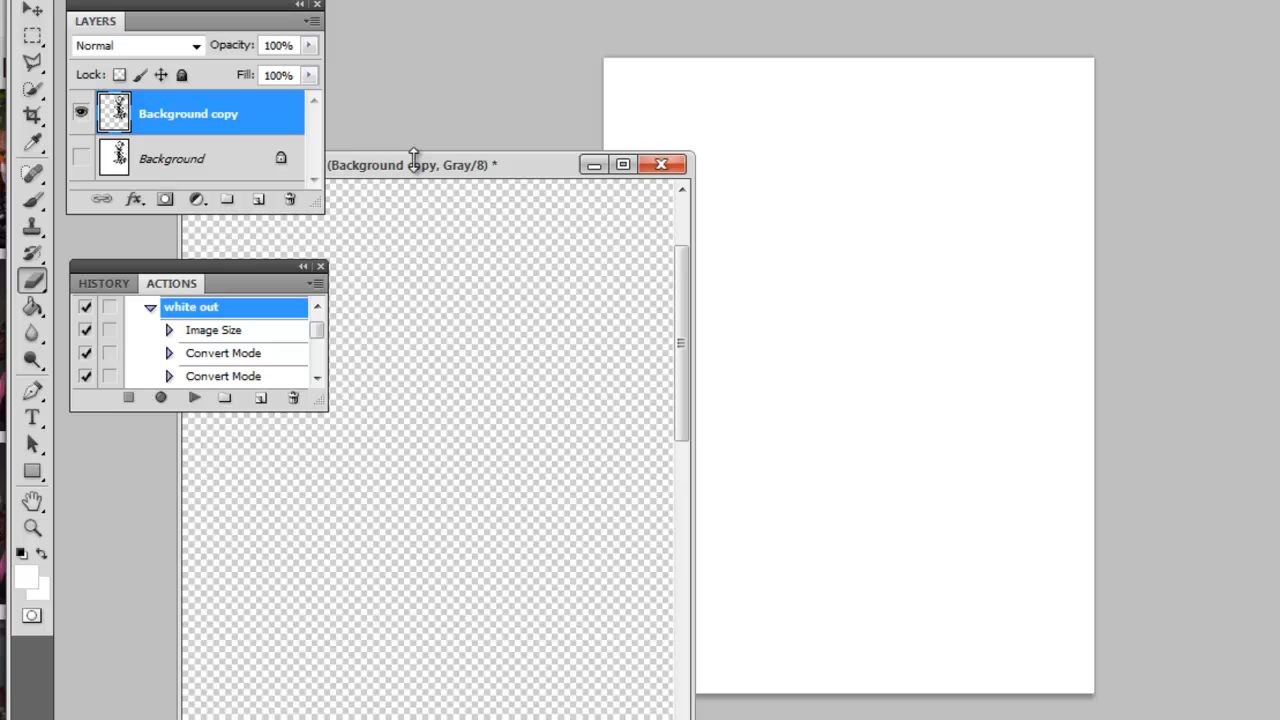 LAYERS
Normal Opacity: 100%
Lock: Fill: 100%
Background copy
Background
(Background copy, Gray/8) *
HISTORY ACTIONS
white out
Image Size
Convert Mode
Convert Mode